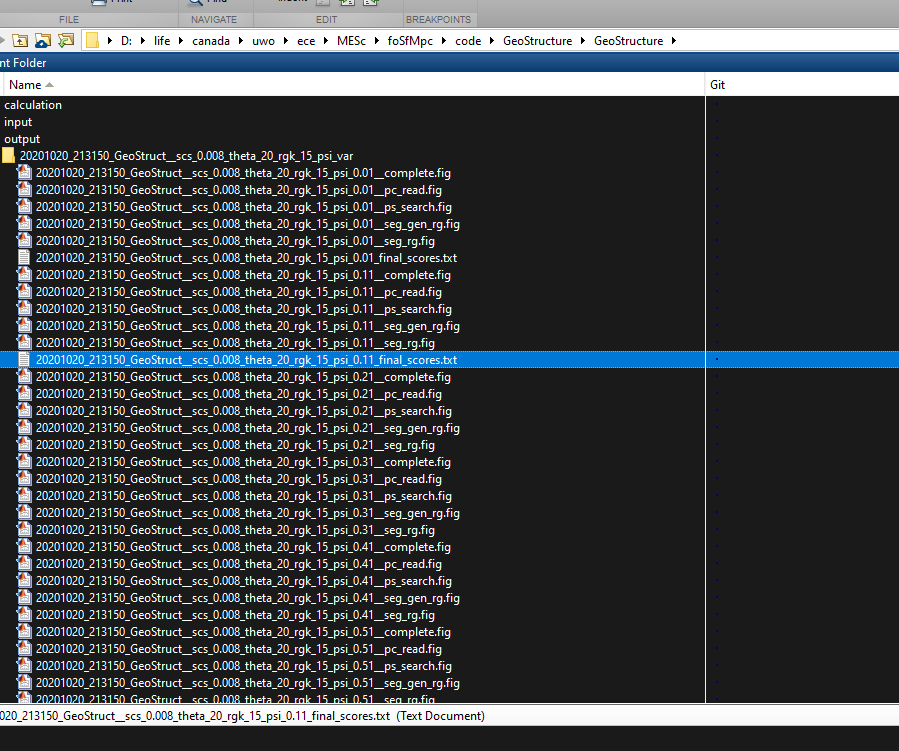 FILE NAVIGATE EDIT BREAKPOINTS
D: life canada uwo ece MESc foSfMpc code GeoStructure GeoStructure
nt Folder
Name Git
calculation
input
output
20201020_213150_GeoStruct__scs_0.008_theta_20_rgk_15_psi_var
20201020_213150_GeoStruct__scs_0.008_theta_20_rgk_15_psi_0.01__complete.fig
20201020_213150_GeoStruct__scs_0.008_theta_20_rgk_15_psi_0.01__pc_read.fig
20201020_213150_GeoStruct__scs_0.008_theta_20_rgk_15_psi_0.01__ps_search.fig
20201020_213150_GeoStruct__scs_0.008_theta_20_rgk_15_psi_0.01__seg_gen_rg.fig
20201020_213150_GeoStruct__scs_0.008_theta_20_rgk_15_psi_0.01__seg_rg.fig
20201020_213150_GeoStruct__scs_0.008_theta_20_rgk_15_psi_0.01_final_scores.txt
20201020_213150_GeoStruct__scs_0.008_theta_20_rgk_15_psi_0.11__complete.fig
20201020_213150_GeoStruct__scs_0.008_theta_20_rgk_15_psi_0.11__pc_read.fig
20201020_213150_GeoStruct__scs_0.008_theta_20_rgk_15_psi_0.11__ps_search.fig
20201020_213150_GeoStruct__scs_0.008_theta_20_rgk_15_psi_0.11__seg_gen_rg.fig
20201020_213150_GeoStruct__scs_0.008_theta_20_rgk_15_psi_0.11__seg_rg.fig
20201020_213150_GeoStruct__scs_0.008_theta_20_rgk_15_psi_0.11_final_scores.txt
20201020_213150_GeoStruct__scs_0.008_theta_20_rgk_15_psi_0.21__complete.fig
20201020_213150_GeoStruct__scs_0.008_theta_20_rgk_15_psi_0.21__pc_read.fig
20201020_213150_GeoStruct__scs_0.008_theta_20_rgk_15_psi_0.21__ps_search.fig
20201020_213150_GeoStruct__scs_0.008_theta_20_rgk_15_psi_0.21__seg_gen_rg.fig
20201020_213150_GeoStruct__scs_0.008_theta_20_rgk_15_psi_0.21__seg_rg.fig
20201020_213150_GeoStruct__scs_0.008_theta_20_rgk_15_psi_0.31__complete.fig
20201020_213150_GeoStruct__scs_0.008_theta_20_rgk_15_psi_0.31__pc_read.fig
20201020_213150_GeoStruct__scs_0.008_theta_20_rgk_15_psi_0.31__ps_search.fig
20201020_213150_GeoStruct__scs_0.008_theta_20_rgk_15_psi_0.31__seg_gen_rg.fig
20201020_213150_GeoStruct__scs_0.008_theta_20_rgk_15_psi_0.31__seg_rg.fig
20201020_213150_GeoStruct__scs_0.008_theta_20_rgk_15_psi_0.41__complete.fig
20201020_213150_GeoStruct__scs_0.008_theta_20_rgk_15_psi_0.41__pc_read.fig
20201020_213150_GeoStruct__scs_0.008_theta_20_rgk_15_psi_0.41__ps_search.fig
20201020_213150_GeoStruct__scs_0.008_theta_20_rgk_15_psi_0.41__seg_gen_rg.fig
20201020_213150_GeoStruct__scs_0.008_theta_20_rgk_15_psi_0.41__seg_rg.fig
20201020_213150_GeoStruct__scs_0.008_theta_20_rgk_15_psi_0.51__complete.fig
20201020_213150_GeoStruct__scs_0.008_theta_20_rgk_15_psi_0.51__pc_read.fig
20201020_213150_GeoStruct__scs_0.008_theta_20_rgk_15_psi_0.51__ps_search.fig
20201020_213150_GeoStruct__scs_0.008_theta_20_rgk_15_psi_0.51__seg_gen_rg.fig
20201020_213150_GeoStruct__scs_0.008_theta_20_rgk_15_psi_0.51__seg_rg.fig
020_213150_GeoStruct__scs_0.008_theta_20_rgk_15_psi_0.11_final_scores.txt (Text Document)